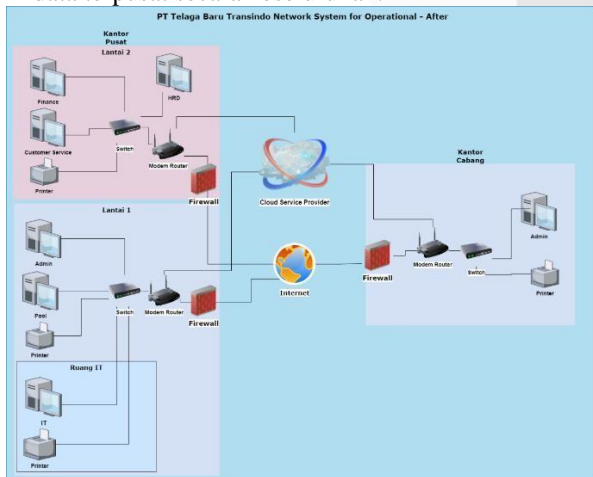 PT Telaga Baru Transindo Network System for Operational - After
Kantor
Pusat
Lantai 2
Finance
HRD
Customer Service
Switch
Modem Router
Printer
Firewall
Cloud Service Provider
Kantor
Cabang
Lantai 1
Admin
Pool
Switch
Modem Router
Firewall
Printer
Internet
Firewall
Modem Router
Switch
Admin
Printer
Ruang IT
IT
Printer